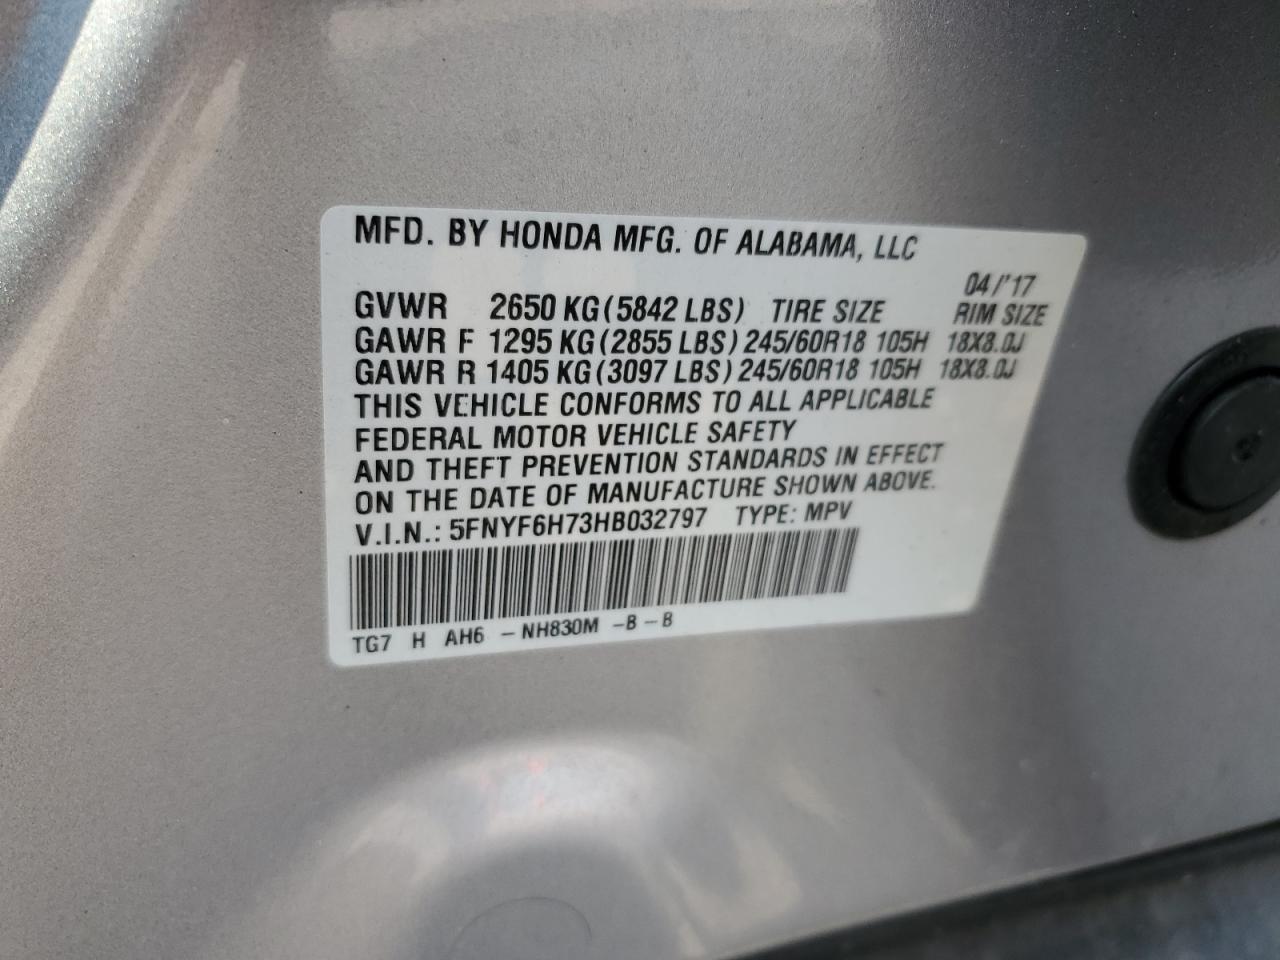 MFD. BY HONDA MFG. OF ALABAMA, LLC
04/'17
GVWR 2650 KG(5842 LBS) TIRE SIZE RIM SIZE
GAWR F 1295 KG(2855 LBS) 245/60R18 105H 18X8.0J
GAWR R 1405 KG(3097 LBS) 245/60R18 105H 18X8.0J
THIS VEHICLE CONFORMS TO ALL APPLICABLE
FEDERAL MOTOR VEHICLE SAFETY
AND THEFT PREVENTION STANDARDS IN EFFECT
ON THE DATE OF MANUFACTURE SHOWN ABOVE.
V.I.N.: 5FNYF6H73HB032797 TYPE: MPV
TG7 H AH6 - NH830M -B - B